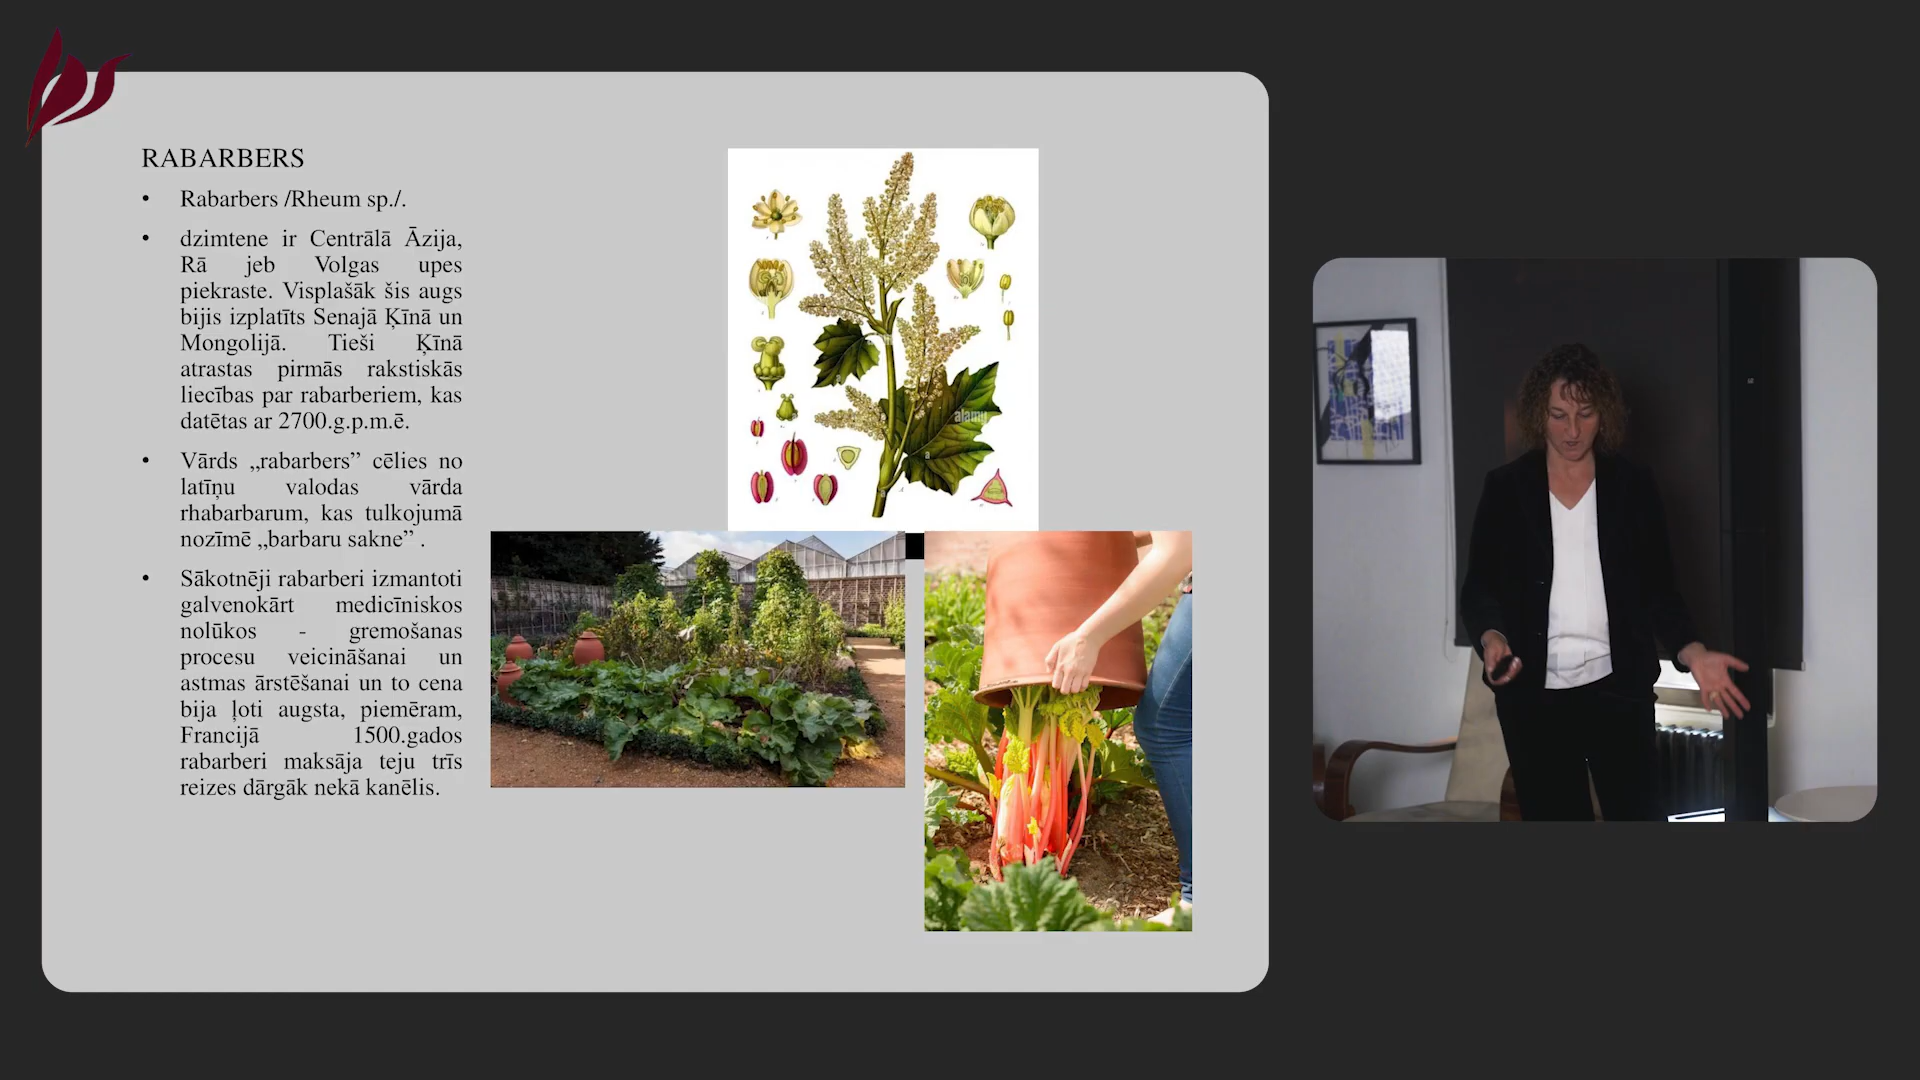 RABARBERS
• Rabarbers /Rheum sp./.
• dzimtene ir Centrālā Āzija,
Rā jeb Volgas upes
piekraste. Visplašāk šis augs
bijis izplatīts Senajā Ķīnā un
Mongolijā. Tieši Ķīnā
atrastas pirmās rakstiskās
liecības par rabarberiem, kas
datētas ar 2700.g.p.m.ē.
• Vārds „rabarbers” cēlies no
latīņu valodas vārda
rhabarbarum, kas tulkojumā
nozīmē „barbaru sakne” .
• Sākotnēji rabarberi izmantoti
galvenokārt medicīniskos
nolūkos - gremošanas
procesu veicināšanai un
astmas ārstēšanai un to cena
bija ļoti augsta, piemēram,
Francijā 1500.gados
rabarberi maksāja teju trīs
reizes dārgāk nekā kanēlis.
alamy
a